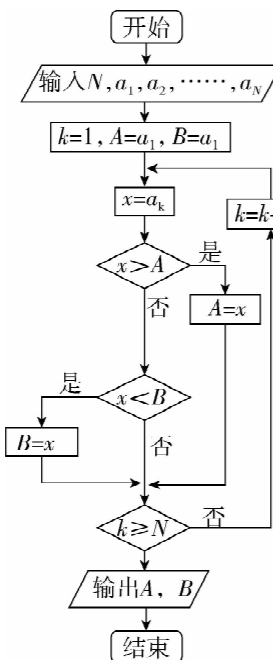 开始
输入N, a1, a2, ……, aN
k=1, A=a1, B=a1
x=ak
k=k
x>A
是
否
A=x
x<B
是
否
B=x
k≥N
否
输出A, B
结束